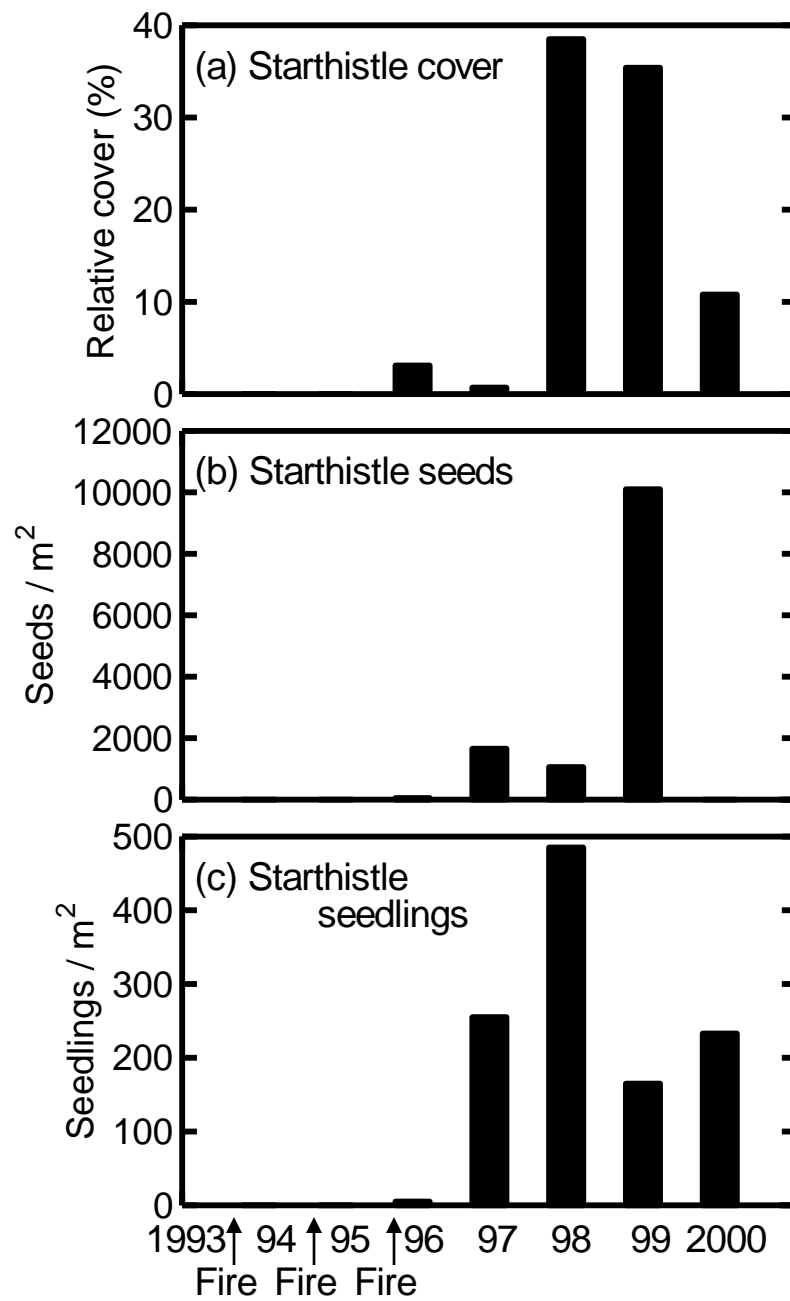 40
(a) Starthistle cover
30
20
10
0
Relative cover (%)
12000
(b) Starthistle seeds
10000
8000
6000
4000
2000
0
Seeds / m²
500
(c) Starthistle
seedlings
400
300
200
100
0
Seedlings / m²
1993 94 95 96 97 98 99 2000
Fire Fire Fire